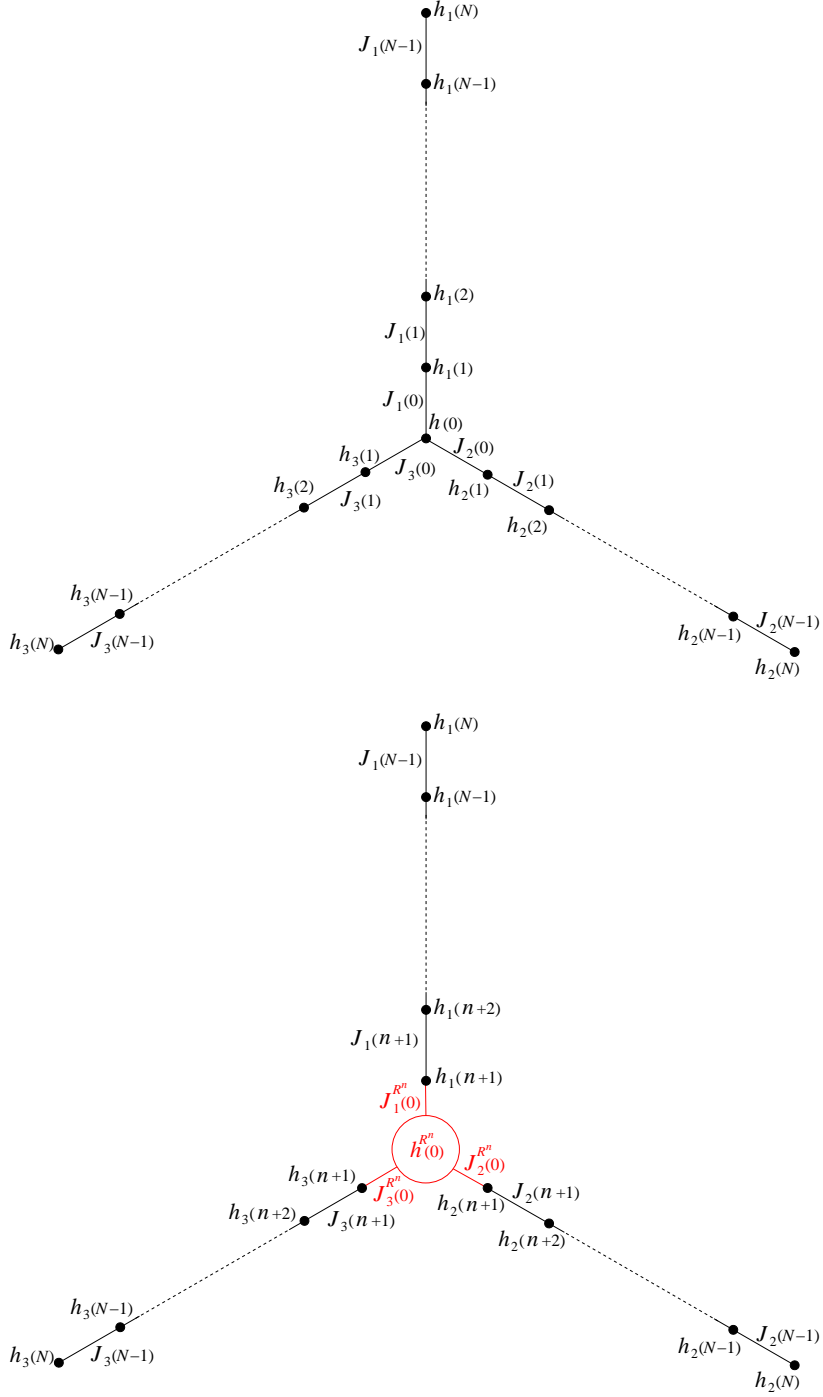 h₁(N)
J₁(N−1)
h₁(N−1)
h₁(2)
J₁(1)
h₁(1)
J₁(0)
h(0)
h₃(1) J₂(0)
J₃(0)
h₃(2) h₂(1) J₂(1)
J₃(1)
h₂(2)
h₃(N−1)
h₃(N) J₃(N−1)
h₂(N−1) J₂(N−1)
h₂(N)
h₁(N)
J₁(N−1)
h₁(N−1)
h₁(n+2)
J₁(n+1)
h₁(n+1)
J₁^{Rⁿ}(0)
h^{Rⁿ}(0)
J₂^{Rⁿ}(0)
h₃(n+1) J₃^{Rⁿ}(0)
h₂(n+1) J₂(n+1)
h₃(n+2) J₃(n+1)
h₂(n+2)
h₃(N−1)
h₃(N) J₃(N−1)
h₂(N−1) J₂(N−1)
h₂(N)